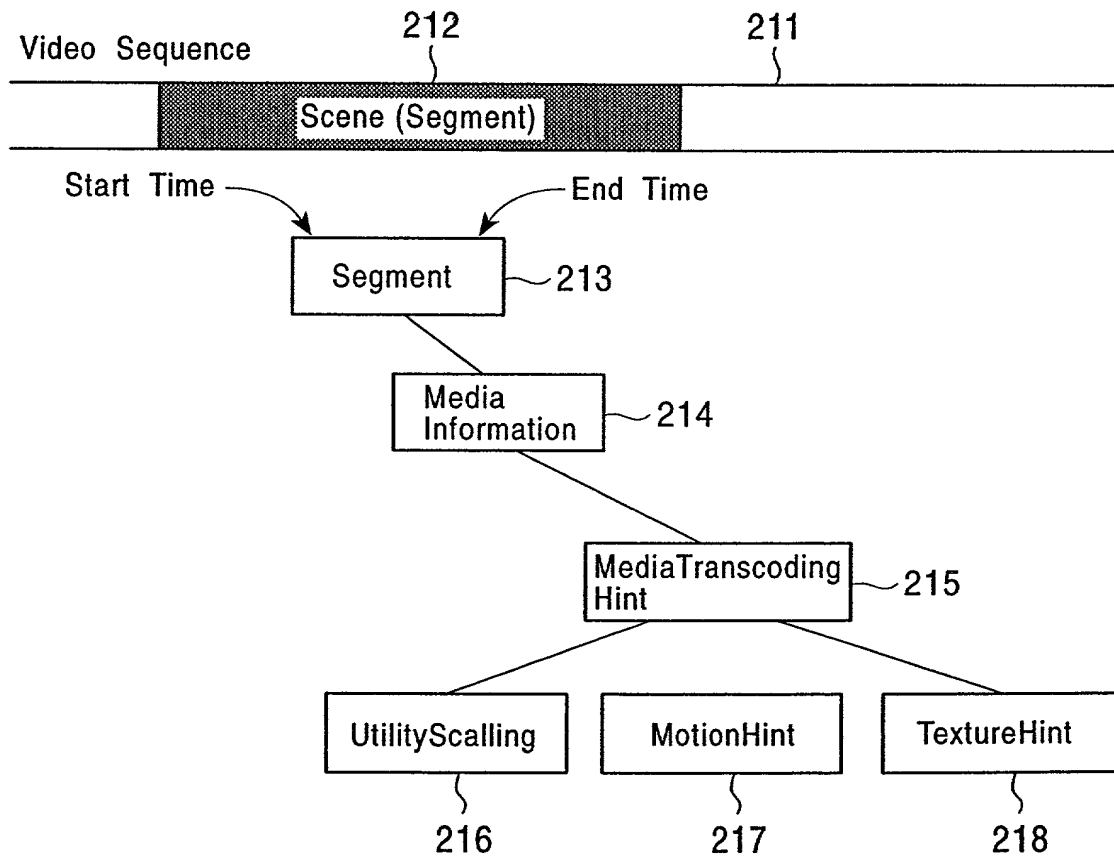 212
211
Video Sequence
Scene (Segment)
Start Time
End Time
Segment
213
Media
Information
214
MediaTranscoding
Hint
215
UtilityScalling
MotionHint
TextureHint
216
217
218